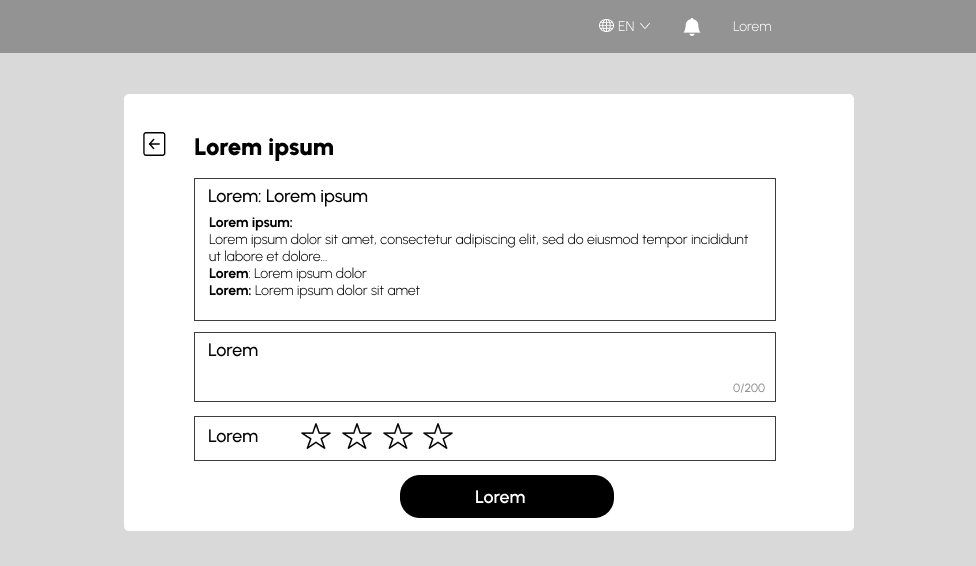 EN
Lorem
Lorem ipsum
Lorem: Lorem ipsum
Lorem ipsum:
Lorem ipsum dolor sit amet, consectetur adipiscing elit, sed do eiusmod tempor incididunt
ut labore et dolore...
Lorem: Lorem ipsum dolor
Lorem: Lorem ipsum dolor sit amet
Lorem
0/200
Lorem
Lorem